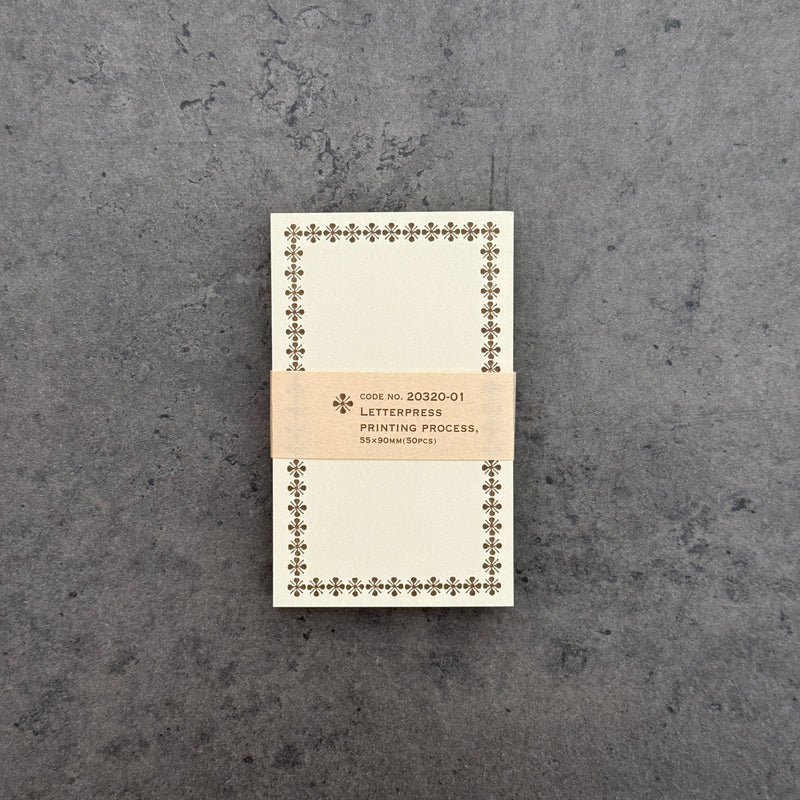 CODE NO. 20320-01
LETTERPRESS
PRINTING PROCESS,
55×90MM(50PCS)